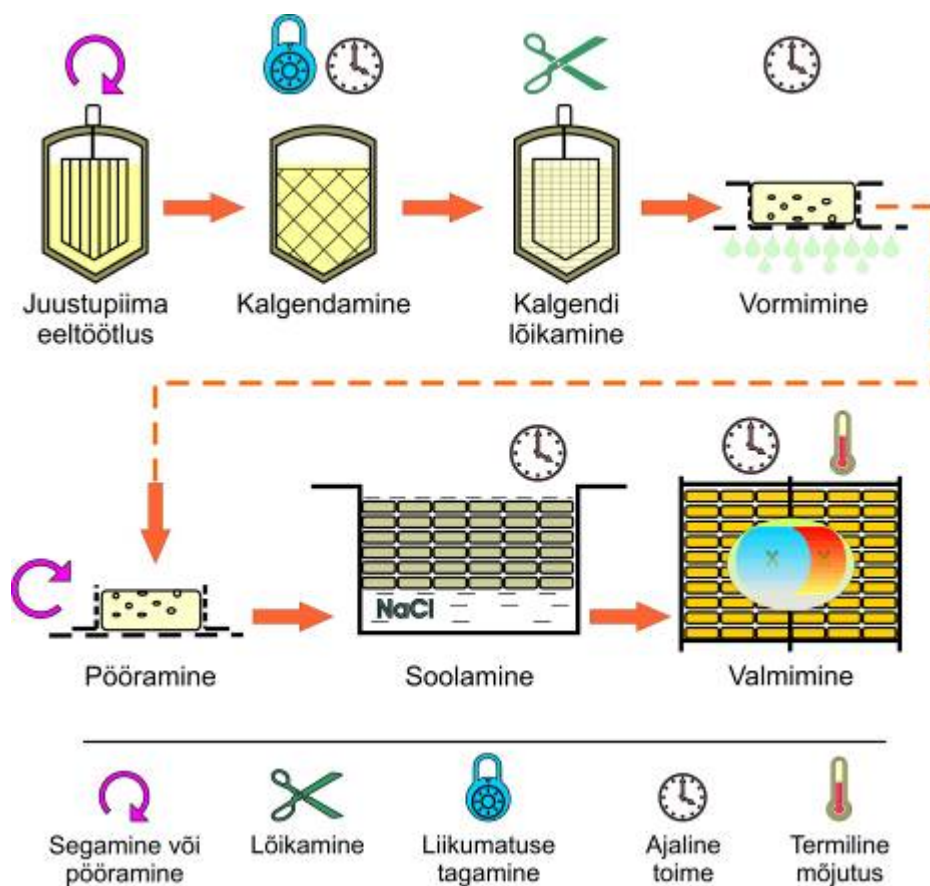 Juustupiima
eeltöötlus
Kalgendamine
Kalgendi
lõikamine
Vormimine
NaCl
Pööramine
Soolamine
Valmimine
Segamine või
pööramine
Lõikamine
Liikumatuse
tagamine
Ajaline
toime
Termiline
mõjutus